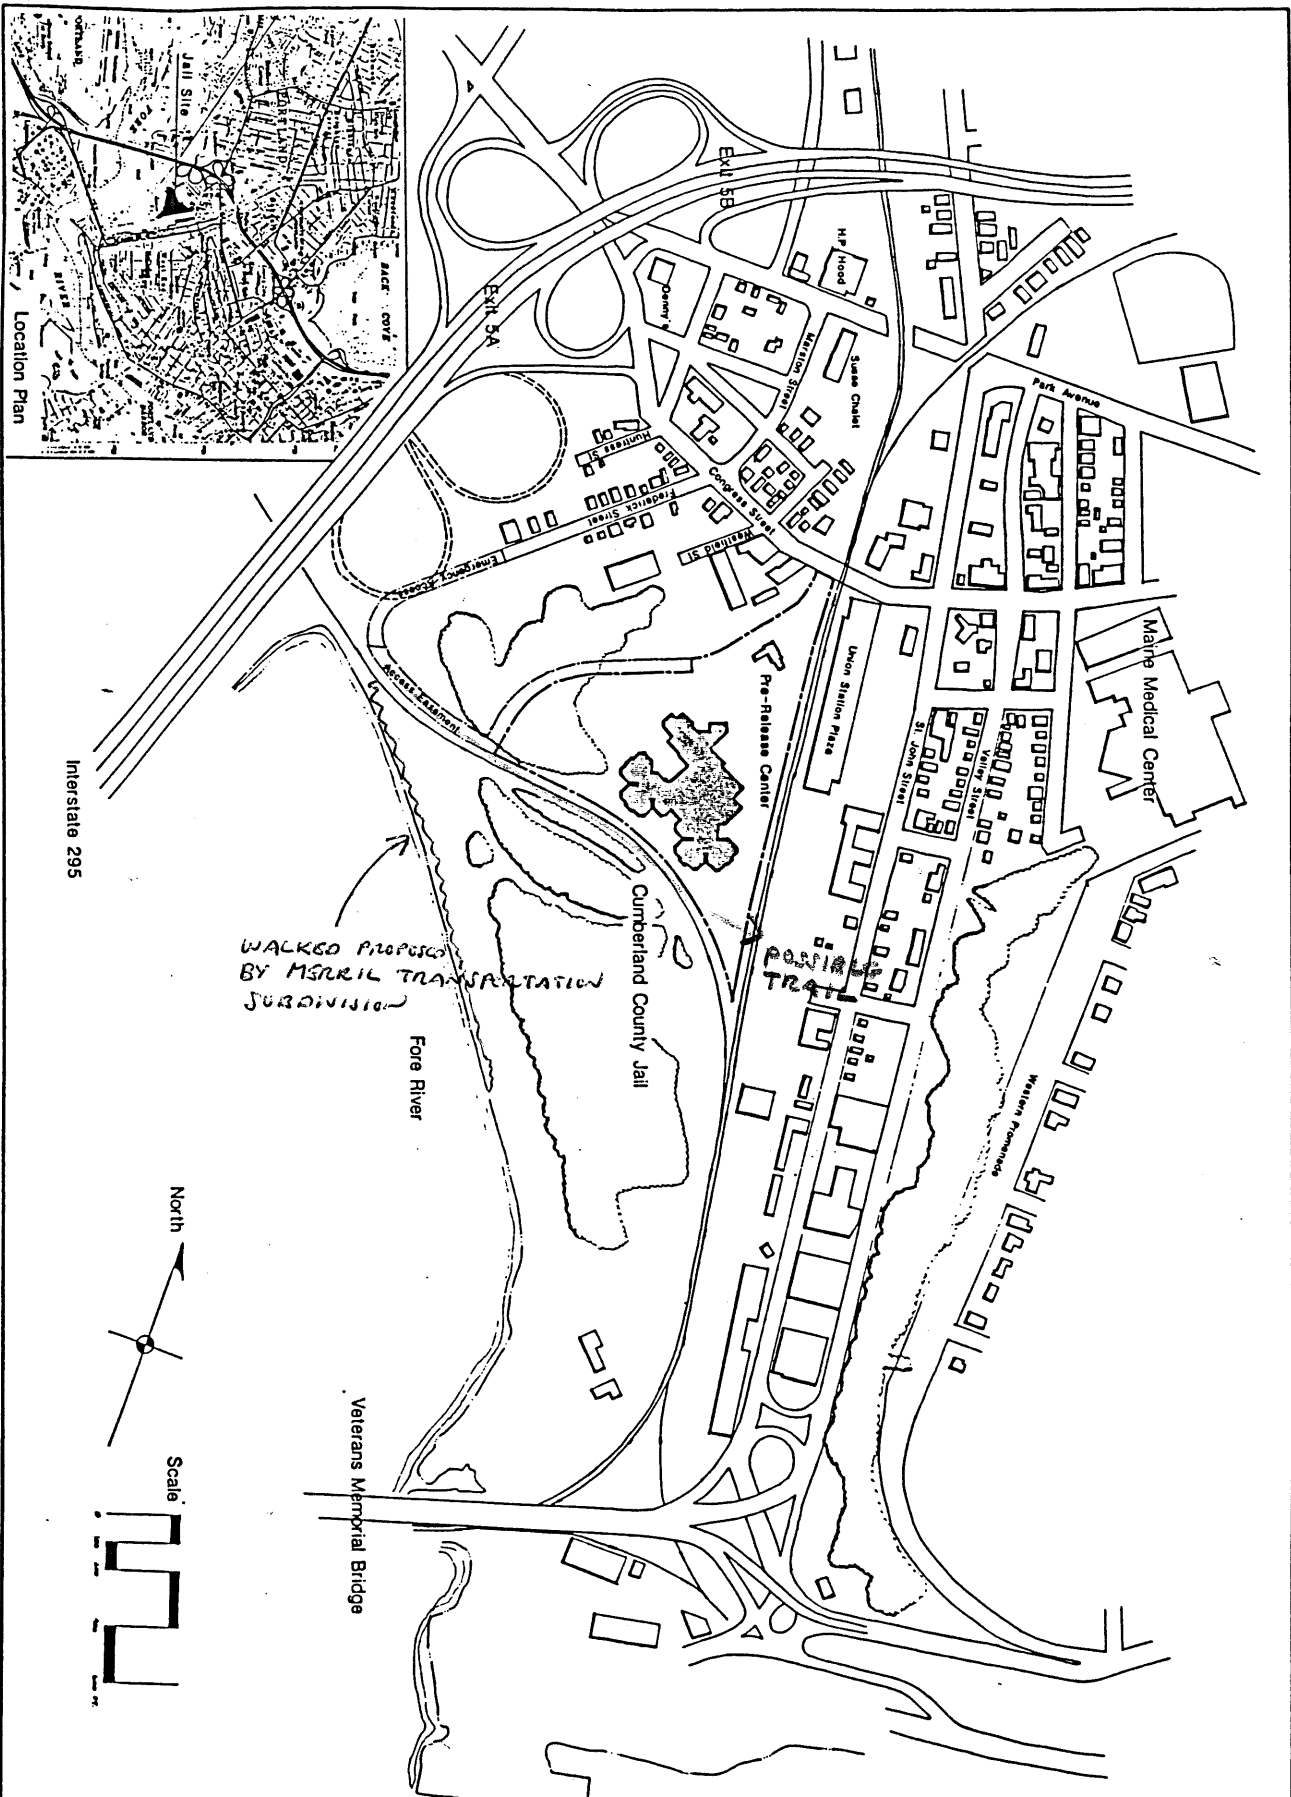 Jail Site
PORTLAND
FORE
RIVER
BACK COVE
Location Plan
Exit 5B
Exit 5A
H.P. Hood
Denny's
Marston Street
Susse Chalet
Park Avenue
Huntress St
Frederick Street
Congress Street
Westfield St
Emergency Access
Access Easement
Union Station Plaza
Pre-Release Center
St. John Street
Valley Street
Maine Medical Center
Cumberland County Jail
Western Promenade
Interstate 295
WALKED PROPOSED
BY MERRIL TRANSPORTATION
SUBDIVISION
POSSIBLE
TRAIL
Fore River
Veterans Memorial Bridge
North
Scale